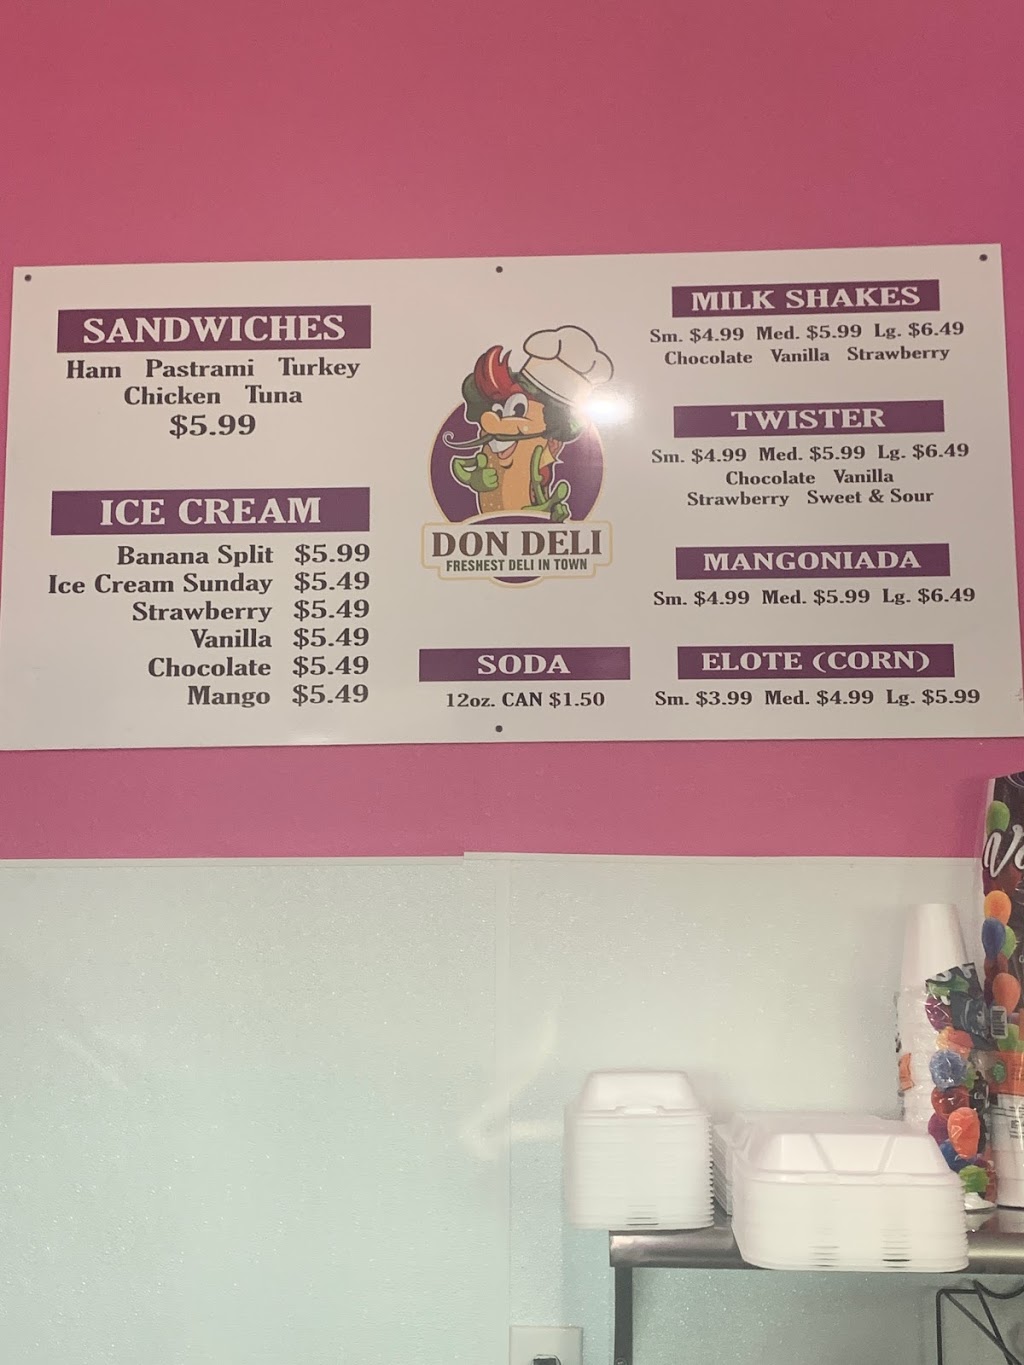 SANDWICHES
Ham Pastrami Turkey
Chicken Tuna
$5.99
ICE CREAM
Banana Split $5.99
Ice Cream Sunday $5.49
Strawberry $5.49
Vanilla $5.49
Chocolate $5.49
Mango $5.49
DON DELI
FRESHEST DELI IN TOWN
SODA
12oz. CAN $1.50
MILK SHAKES
Sm. $4.99 Med. $5.99 Lg. $6.49
Chocolate Vanilla Strawberry
TWISTER
Sm. $4.99 Med. $5.99 Lg. $6.49
Chocolate Vanilla
Strawberry Sweet & Sour
MANGONIADA
Sm. $4.99 Med. $5.99 Lg. $6.49
ELOTE (CORN)
Sm. $3.99 Med. $4.99 Lg. $5.99